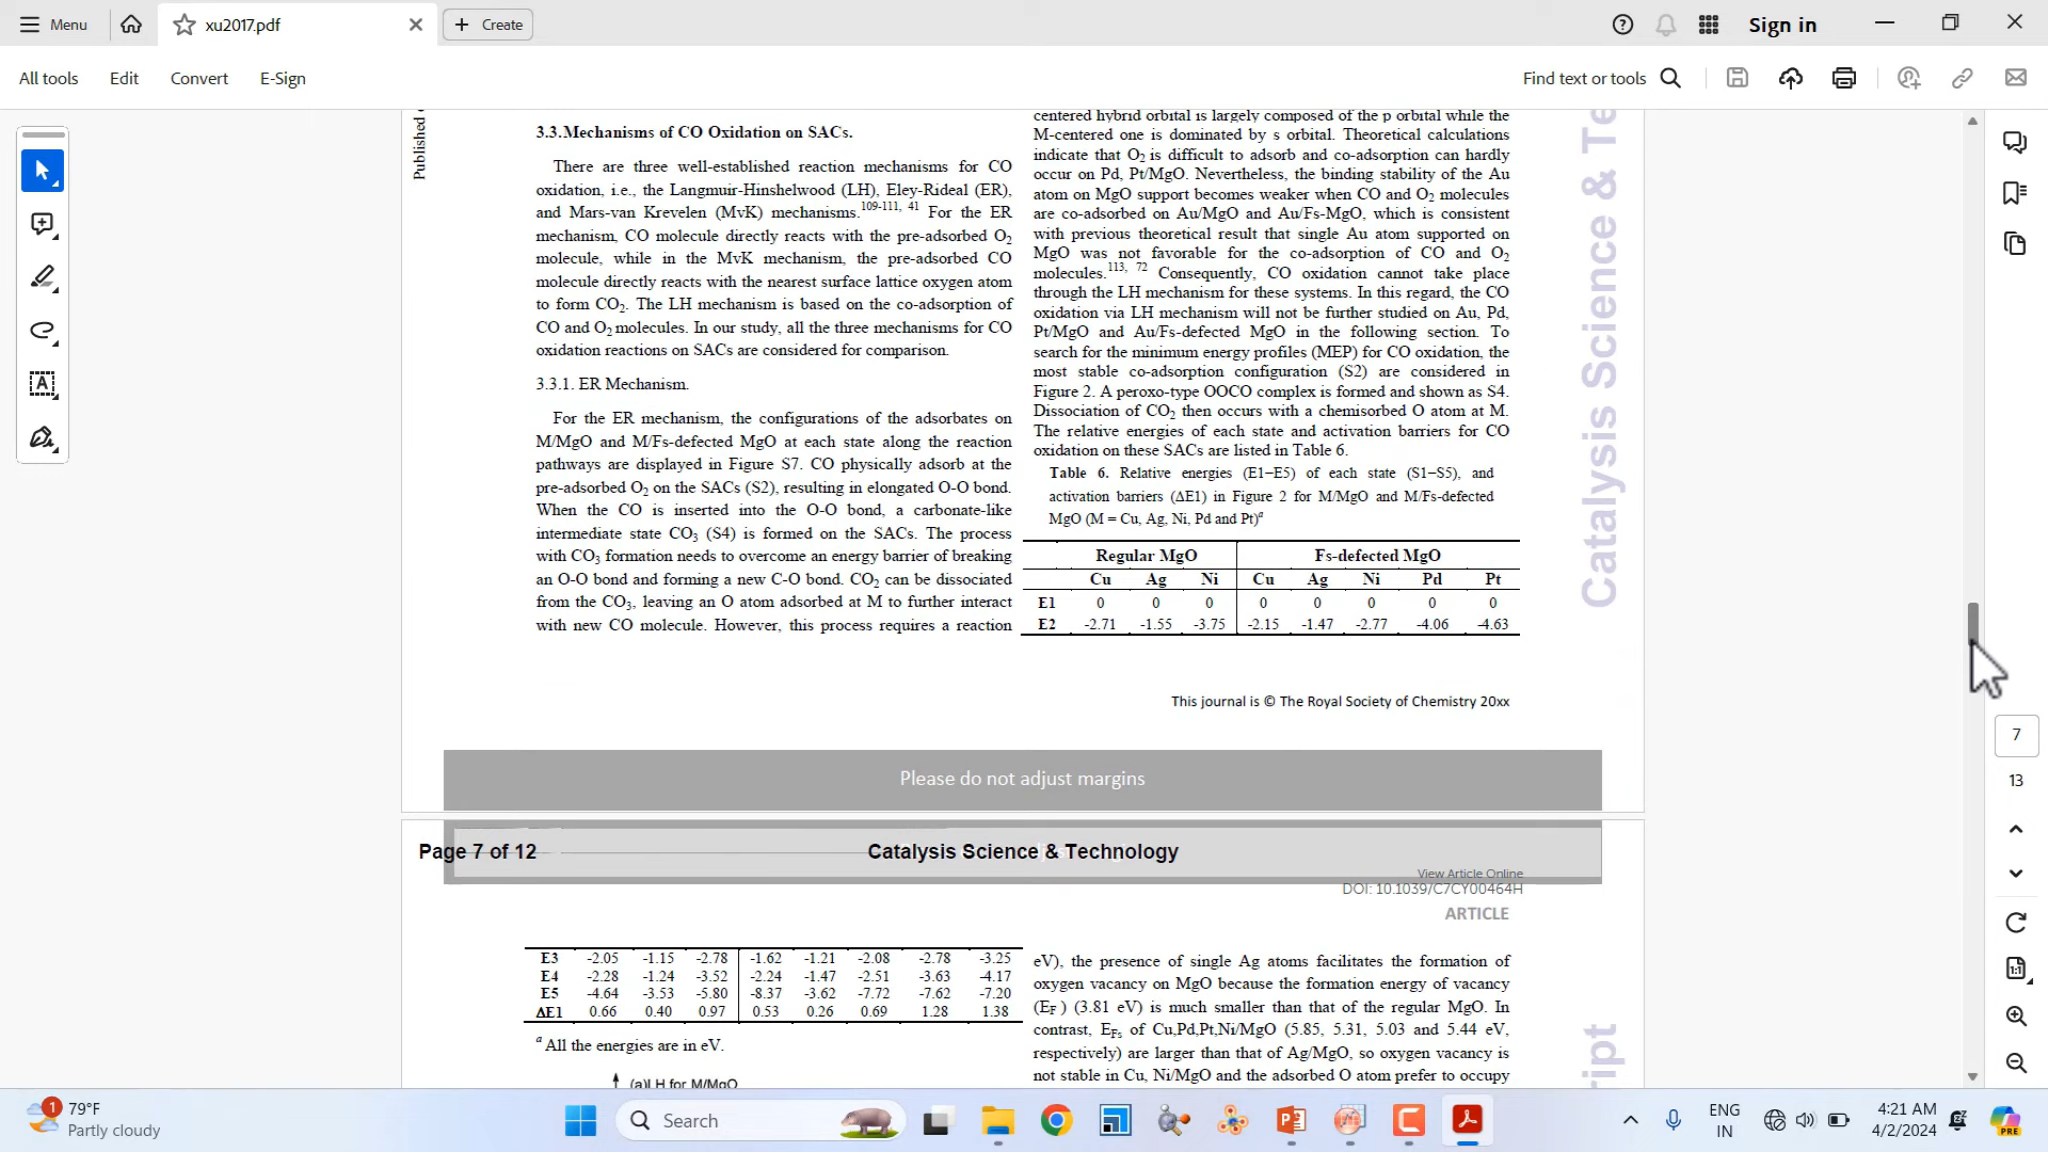 Menu
xu2017.pdf
Create
Sign in
All tools
Edit
Convert
E-Sign
Find text or tools
3.3.Mechanisms of CO Oxidation on SACs.
There are three well-established reaction mechanisms for CO
oxidation, i.e., the Langmuir-Hinshelwood (LH), Eley-Rideal (ER),
and Mars-van Krevelen (MvK) mechanisms.109-111, 41 For the ER
mechanism, CO molecule directly reacts with the pre-adsorbed O2
molecule, while in the MvK mechanism, the pre-adsorbed CO
molecule directly reacts with the nearest surface lattice oxygen atom
to form CO2. The LH mechanism is based on the co-adsorption of
CO and O2 molecules. In our study, all the three mechanisms for CO
oxidation reactions on SACs are considered for comparison.
3.3.1. ER Mechanism.
For the ER mechanism, the configurations of the adsorbates on
M/MgO and M/Fs-defected MgO at each state along the reaction
pathways are displayed in Figure S7. CO physically adsorb at the
pre-adsorbed O2 on the SACs (S2), resulting in elongated O-O bond.
When the CO is inserted into the O-O bond, a carbonate-like
intermediate state CO3 (S4) is formed on the SACs. The process
with CO3 formation needs to overcome an energy barrier of breaking
an O-O bond and forming a new C-O bond. CO2 can be dissociated
from the CO3, leaving an O atom adsorbed at M to further interact
with new CO molecule. However, this process requires a reaction
centered hybrid orbital is largely composed of the p orbital while the
M-centered one is dominated by s orbital. Theoretical calculations
indicate that O2 is difficult to adsorb and co-adsorption can hardly
occur on Pd, Pt/MgO. Nevertheless, the binding stability of the Au
atom on MgO support becomes weaker when CO and O2 molecules
are co-adsorbed on Au/MgO and Au/Fs-MgO, which is consistent
with previous theoretical result that single Au atom supported on
MgO was not favorable for the co-adsorption of CO and O2
molecules.113, 72 Consequently, CO oxidation cannot take place
through the LH mechanism for these systems. In this regard, the CO
oxidation via LH mechanism will not be further studied on Au, Pd,
Pt/MgO and Au/Fs-defected MgO in the following section. To
search for the minimum energy profiles (MEP) for CO oxidation, the
most stable co-adsorption configuration (S2) are considered in
Figure 2. A peroxo-type OOCO complex is formed and shown as S4.
Dissociation of CO2 then occurs with a chemisorbed O atom at M.
The relative energies of each state and activation barriers for CO
oxidation on these SACs are listed in Table 6.
Table 6. Relative energies (E1−E5) of each state (S1−S5), and
activation barriers (ΔE1) in Figure 2 for M/MgO and M/Fs-defected
MgO (M = Cu, Ag, Ni, Pd and Pt)a
Regular MgO Fs-defected MgO
Cu Ag Ni Cu Ag Ni Pd Pt
E1 0 0 0 0 0 0 0 0
E2 -2.71 -1.55 -3.75 -2.15 -1.47 -2.77 -4.06 -4.63
This journal is © The Royal Society of Chemistry 20xx
Please do not adjust margins
Published
Catalysis Science & Te
Page 7 of 12
Catalysis Science & Technology
View Article Online
DOI: 10.1039/C7CY00464H
ARTICLE
E3 -2.05 -1.15 -2.78 -1.62 -1.21 -2.08 -2.78 -3.25
E4 -2.28 -1.24 -3.52 -2.24 -1.47 -2.51 -3.63 -4.17
E5 -4.64 -3.53 -5.80 -8.37 -3.62 -7.72 -7.62 -7.20
ΔE1 0.66 0.40 0.97 0.53 0.26 0.69 1.28 1.38
a All the energies are in eV.
(a)LH for M/MgO
eV), the presence of single Ag atoms facilitates the formation of
oxygen vacancy on MgO because the formation energy of vacancy
(EF ) (3.81 eV) is much smaller than that of the regular MgO. In
contrast, EFs of Cu,Pd,Pt,Ni/MgO (5.85, 5.31, 5.03 and 5.44 eV,
respectively) are larger than that of Ag/MgO, so oxygen vacancy is
not stable in Cu, Ni/MgO and the adsorbed O atom prefer to occupy
ript
7
13
1
79°F
Partly cloudy
Search
ENG
IN
4:21 AM
4/2/2024
PRE